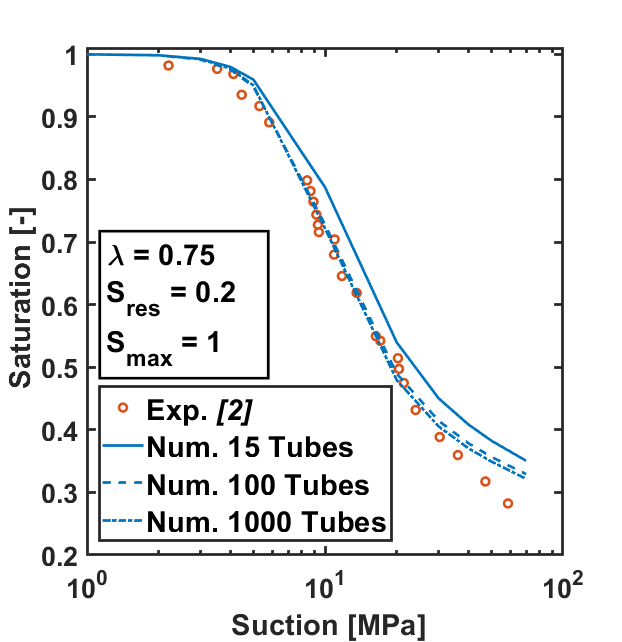 1
0.9
0.8
0.7
0.6
0.5
0.4
0.3
0.2
Saturation [-]
λ = 0.75
S_res = 0.2
S_max = 1
Exp. [2]
Num. 15 Tubes
Num. 100 Tubes
Num. 1000 Tubes
10^0 10^1 10^2
Suction [MPa]